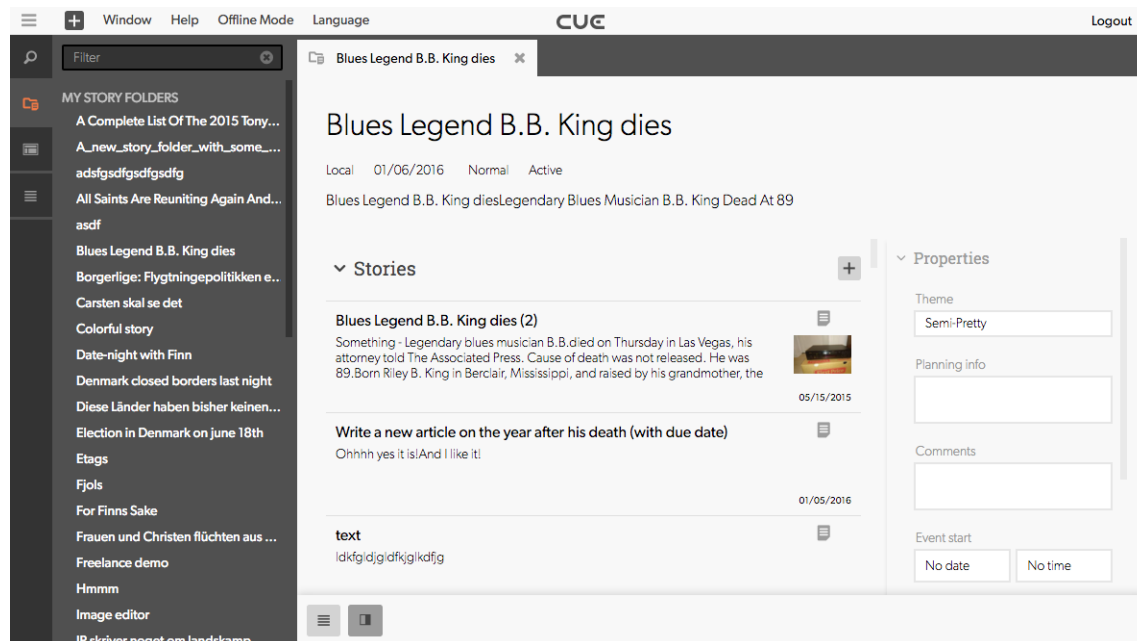 Window Help Offline Mode Language CUE Logout
Filter
Blues Legend B.B. King dies
MY STORY FOLDERS
A Complete List Of The 2015 Tony...
A_new_story_folder_with_some_...
adsfgsdfgsdfgsdfg
All Saints Are Reuniting Again And...
asdf
Blues Legend B.B. King dies
Borgerlige: Flygtningepolitikken e...
Carsten skal se det
Colorful story
Date-night with Finn
Denmark closed borders last night
Diese Länder haben bisher keinen...
Election in Denmark on june 18th
Etags
Fjols
For Finns Sake
Frauen und Christen flüchten aus ...
Freelance demo
Hmmm
Image editor
JP skriver noget om landskamp
Blues Legend B.B. King dies
Local 01/06/2016 Normal Active
Blues Legend B.B. King diesLegendary Blues Musician B.B. King Dead At 89
Stories
Blues Legend B.B. King dies (2)
Something - Legendary blues musician B.B.died on Thursday in Las Vegas, his
attorney told The Associated Press. Cause of death was not released. He was
89.Born Riley B. King in Berclair, Mississippi, and raised by his grandmother, the
05/15/2015
Write a new article on the year after his death (with due date)
Ohhhh yes it is!And I like it!
01/05/2016
text
Properties
Theme
Semi-Pretty
Planning info
Comments
Event start
No date No time